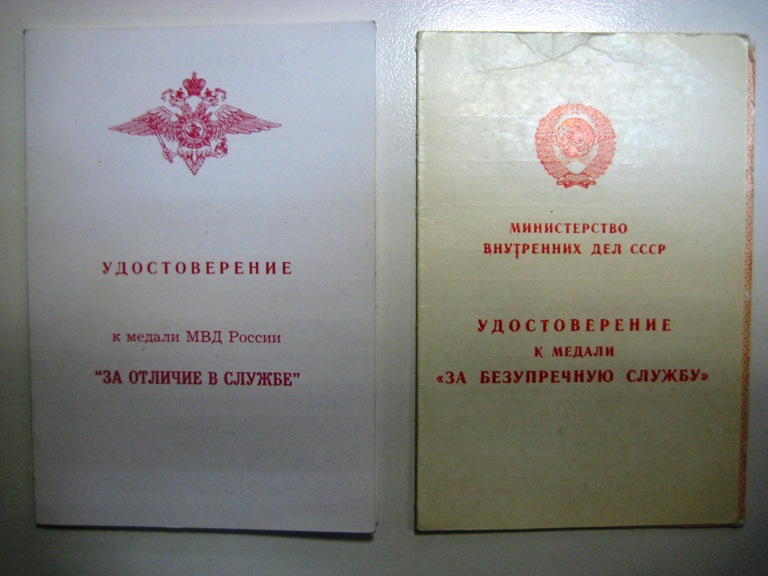 УДОСТОВЕРЕНИЕ
к медали МВД России
"ЗА ОТЛИЧИЕ В СЛУЖБЕ"
МИНИСТЕРСТВО
ВНУТРЕННИХ ДЕЛ СССР
УДОСТОВЕРЕНИЕ
К МЕДАЛИ
«ЗА БЕЗУПРЕЧНУЮ СЛУЖБУ»